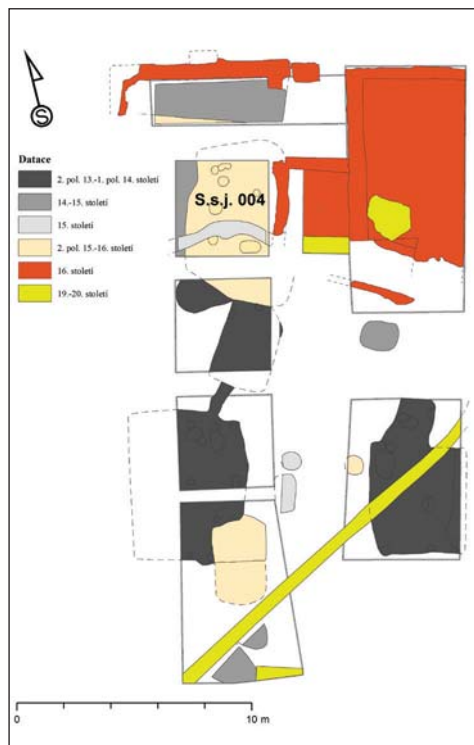 S
Datace
2. pol. 13.-1. pol. 14. století
14.-15. století
15. století
2. pol. 15.-16. století
16. století
19.-20. století
S.s.j. 004
0
10 m